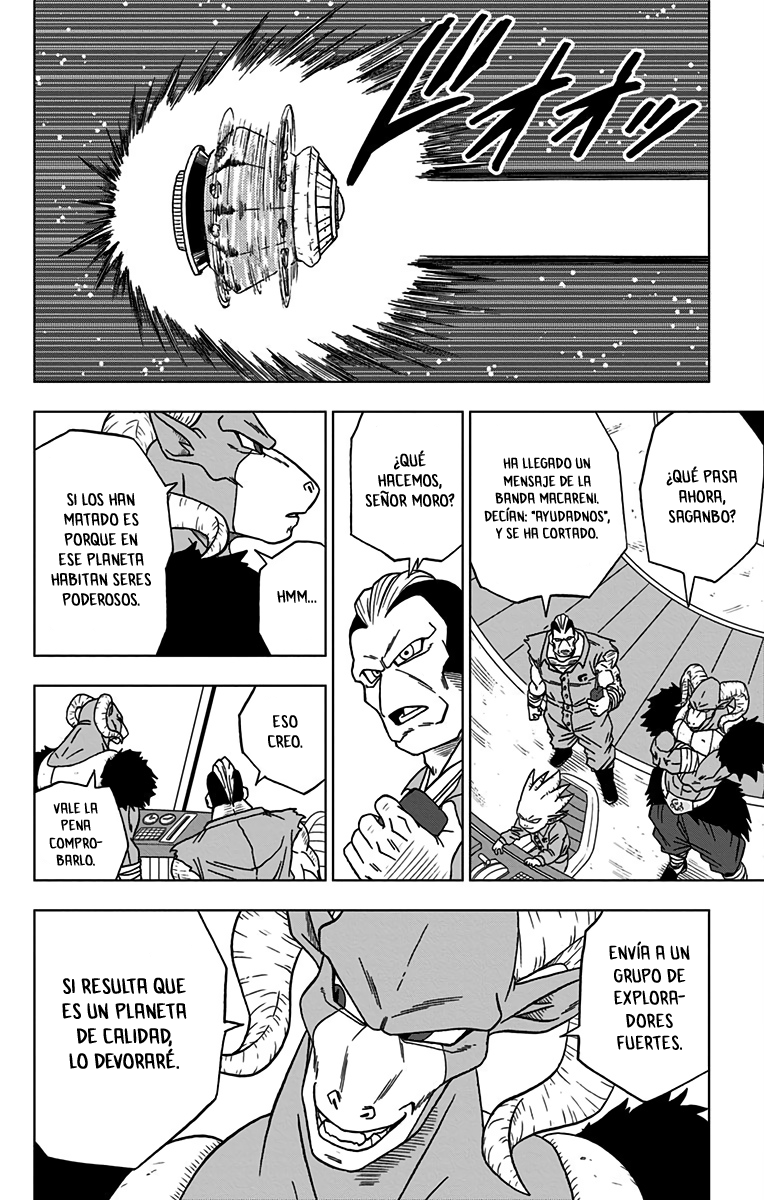 ドオオオッ
¿QUÉ PASA
AHORA,
SAGANBO?
HA LLEGADO UN
MENSAJE DE LA
BANDA MACARENI.
DECÍAN: "AYUDADNOS",
Y SE HA CORTADO.
¿QUÉ
HACEMOS,
SEÑOR MORO?
HMM...
SI LOS HAN
MATADO ES
PORQUE EN
ESE PLANETA
HABITAN SERES
PODEROSOS.
ESO
CREO.
VALE LA
PENA
COMPRO-
BARLO.
ENVÍA A UN
GRUPO DE
EXPLORA-
DORES
FUERTES.
SI RESULTA QUE
ES UN PLANETA
DE CALIDAD,
LO DEVORARÉ.